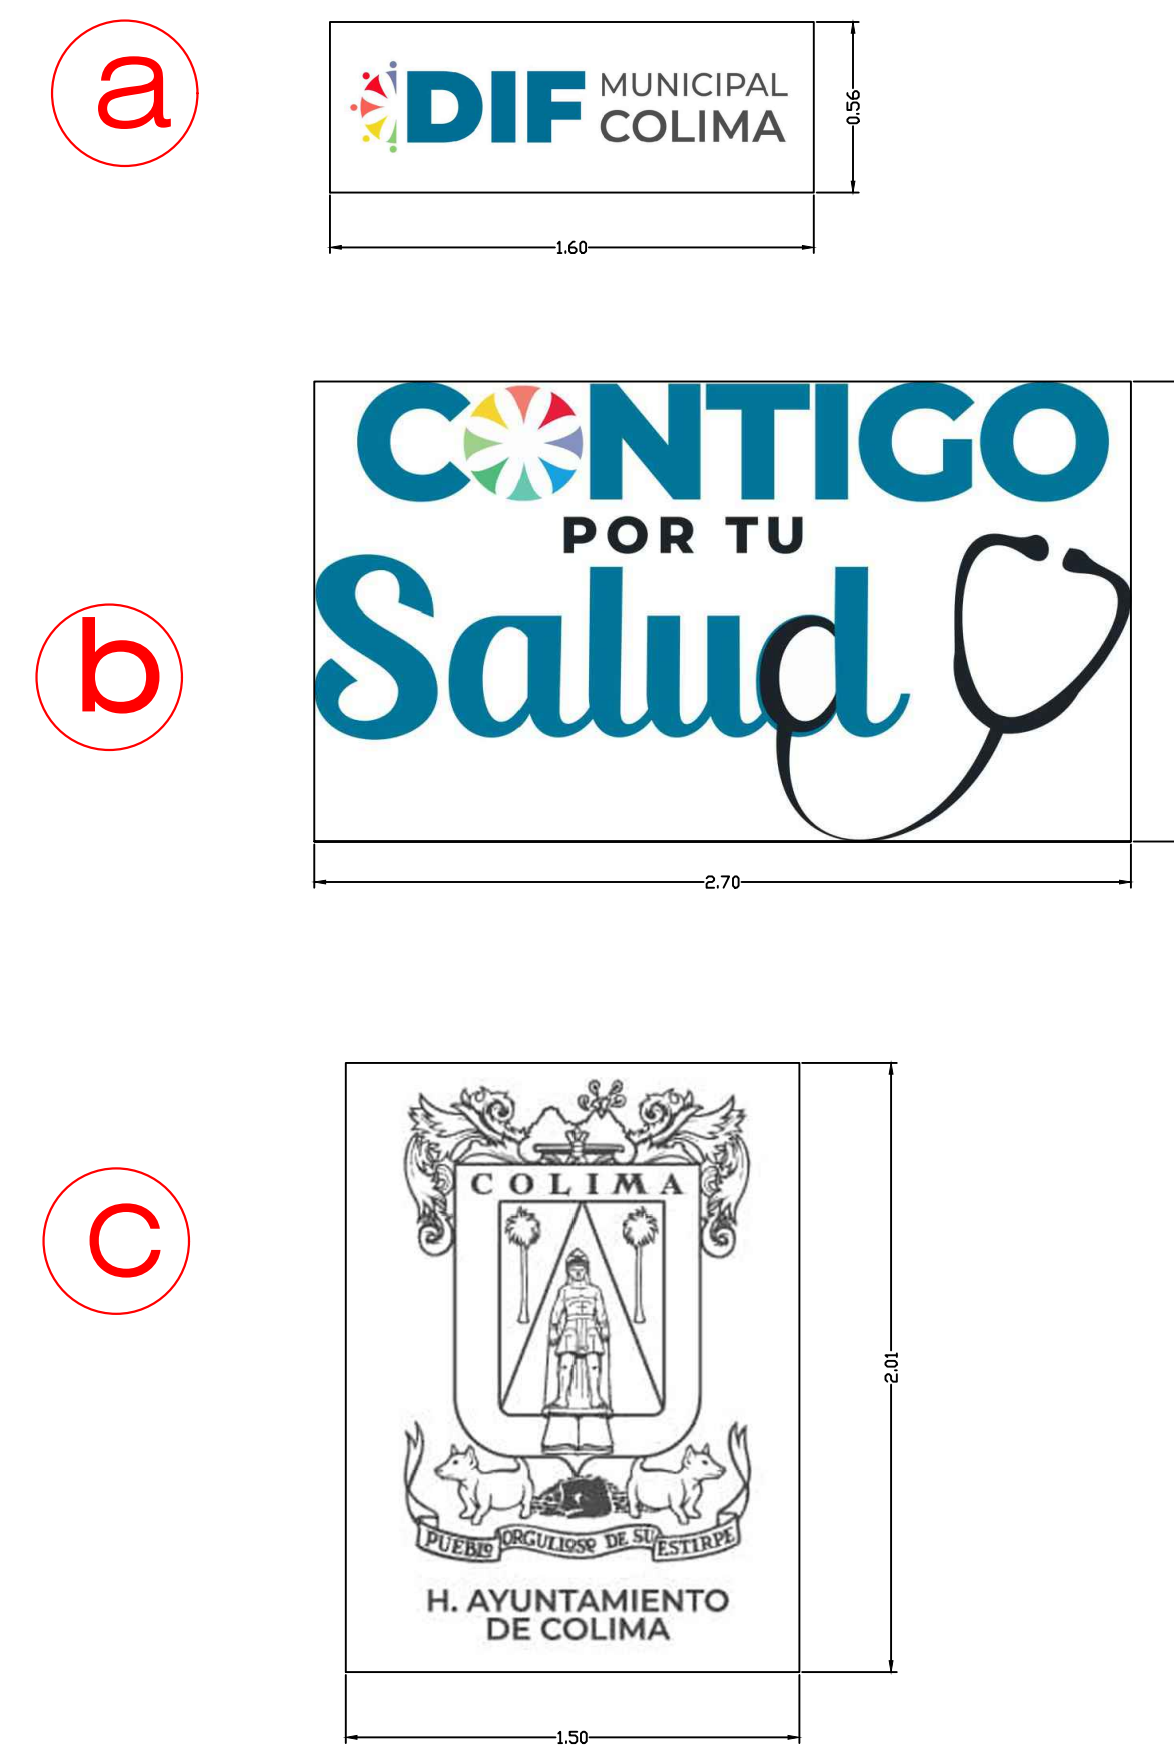 a
DIF MUNICIPAL
COLIMA
0.56
1.60
b
CONTIGO
POR TU
Salud
2.70
c
COLIMA
PUEBLO ORGULLOSO DE SU ESTIRPE
H. AYUNTAMIENTO
DE COLIMA
2.01
1.50